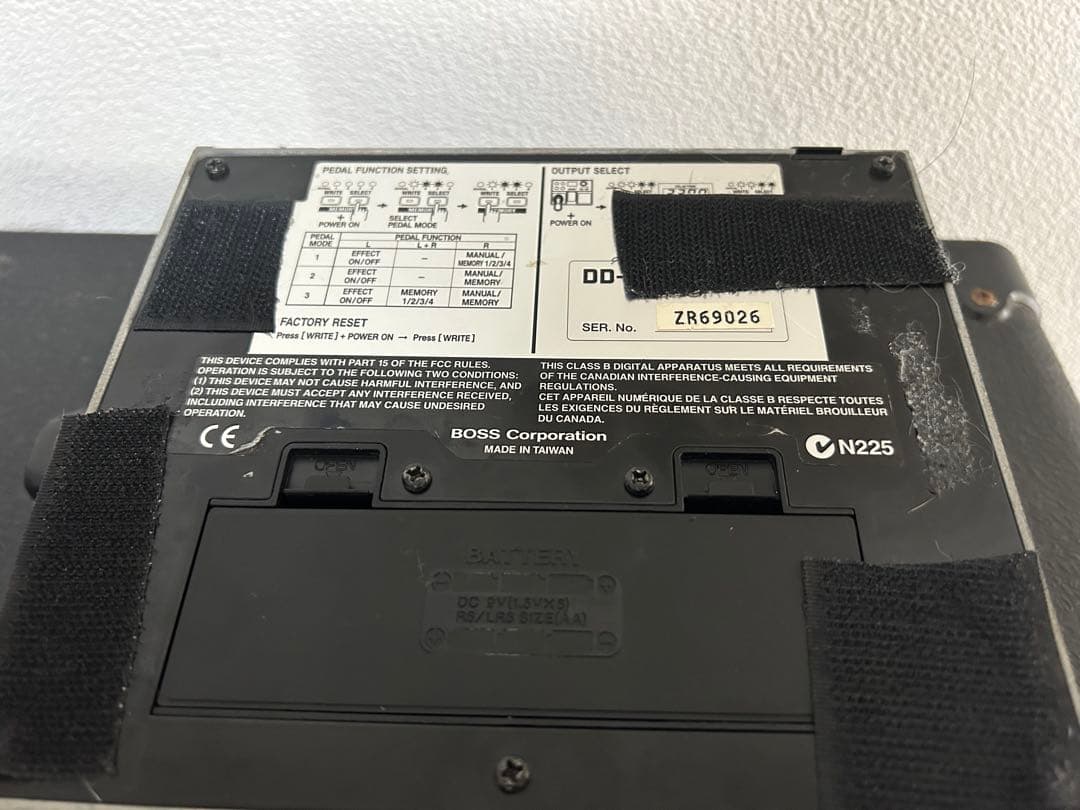 PEDAL FUNCTION SETTING
WRITE SELECT
MEMORY
+
POWER ON
WRITE SELECT
SELECT
PEDAL MODE
WRITE SELECT
PEDAL
MODE
PEDAL FUNCTION
L
L + R
R
1
EFFECT
ON/OFF
–
MANUAL/
MEMORY 1/2/3/4
2
EFFECT
ON/OFF
–
MANUAL/
MEMORY
3
EFFECT
ON/OFF
MEMORY
1/2/3/4
MANUAL/
MEMORY
FACTORY RESET
Press [WRITE] + POWER ON → Press [WRITE]
OUTPUT SELECT
+
POWER ON
DD-
SER. No. ZR69026
THIS DEVICE COMPLIES WITH PART 15 OF THE FCC RULES.
OPERATION IS SUBJECT TO THE FOLLOWING TWO CONDITIONS:
(1) THIS DEVICE MAY NOT CAUSE HARMFUL INTERFERENCE, AND
(2) THIS DEVICE MUST ACCEPT ANY INTERFERENCE RECEIVED,
INCLUDING INTERFERENCE THAT MAY CAUSE UNDESIRED
OPERATION.
THIS CLASS B DIGITAL APPARATUS MEETS ALL REQUIREMENTS
OF THE CANADIAN INTERFERENCE-CAUSING EQUIPMENT
REGULATIONS.
CET APPAREIL NUMÉRIQUE DE LA CLASSE B RESPECTE TOUTES
LES EXIGENCES DU RÈGLEMENT SUR LE MATÉRIEL BROUILLEUR
DU CANADA.
CE
BOSS Corporation
MADE IN TAIWAN
N225
OPEN
OPEN
BATTERY
DC 9V(1.5V×6)
R6/LR6 SIZE(AA)